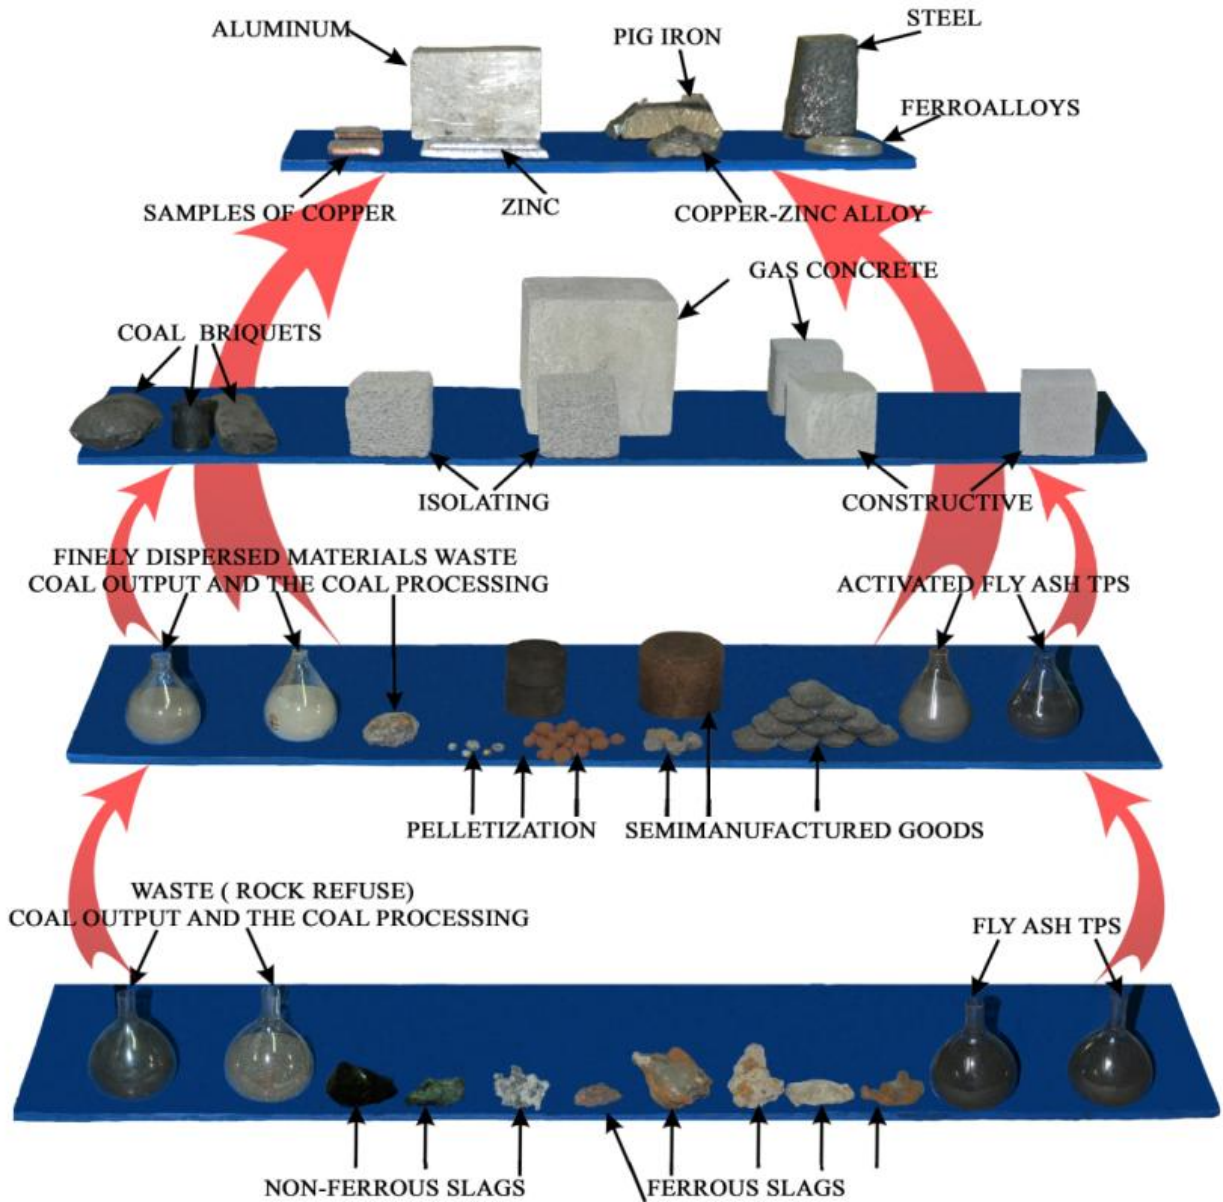 STEEL
ALUMINUM
PIG IRON
FERROALLOYS
ZINC
SAMPLES OF COPPER
COPPER-ZINC ALLOY
GAS CONCRETE
COAL BRIQUETS
ISOLATING
CONSTRUCTIVE
FINELY DISPERSED MATERIALS WASTE
COAL OUTPUT AND THE COAL PROCESSING
ACTIVATED FLY ASH TPS
PELLETIZATION
SEMIMANUFACTURED GOODS
WASTE ( ROCK REFUSE)
COAL OUTPUT AND THE COAL PROCESSING
FLY ASH TPS
NON-FERROUS SLAGS
FERROUS SLAGS